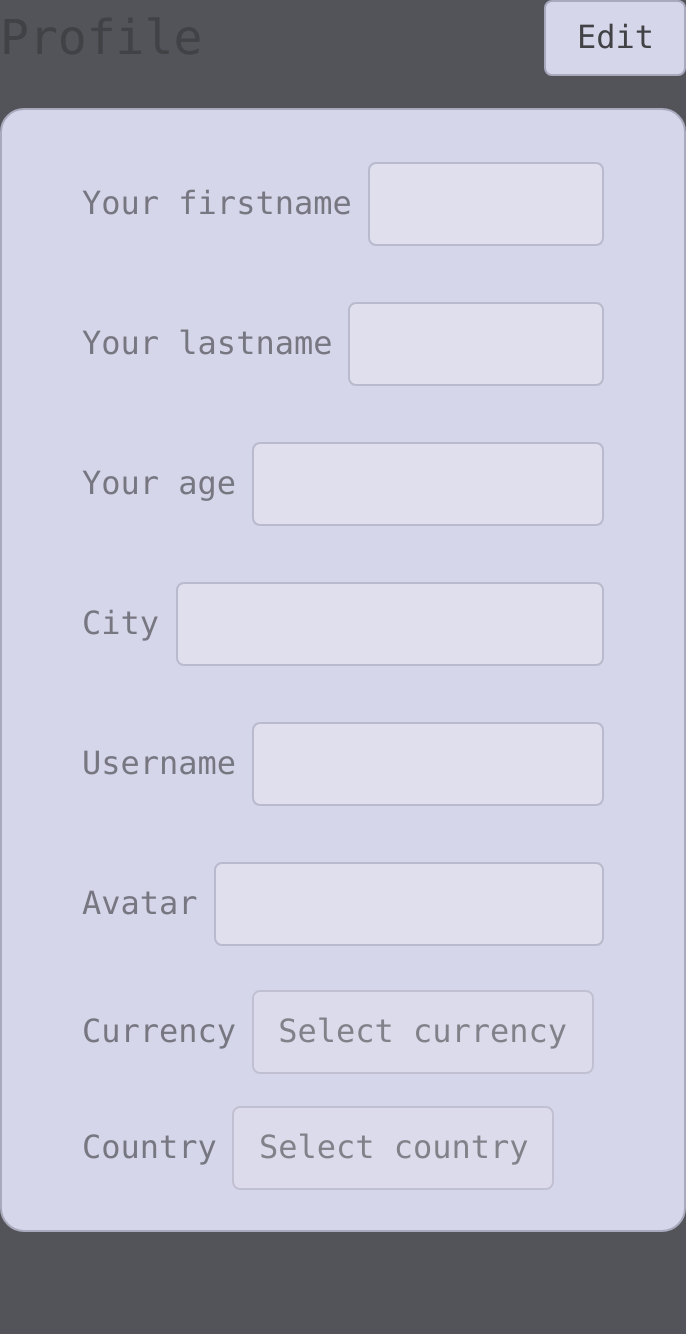 Profile
Edit
Your firstname
Your lastname
Your age
City
Username
Avatar
Currency Select currency
Country Select country